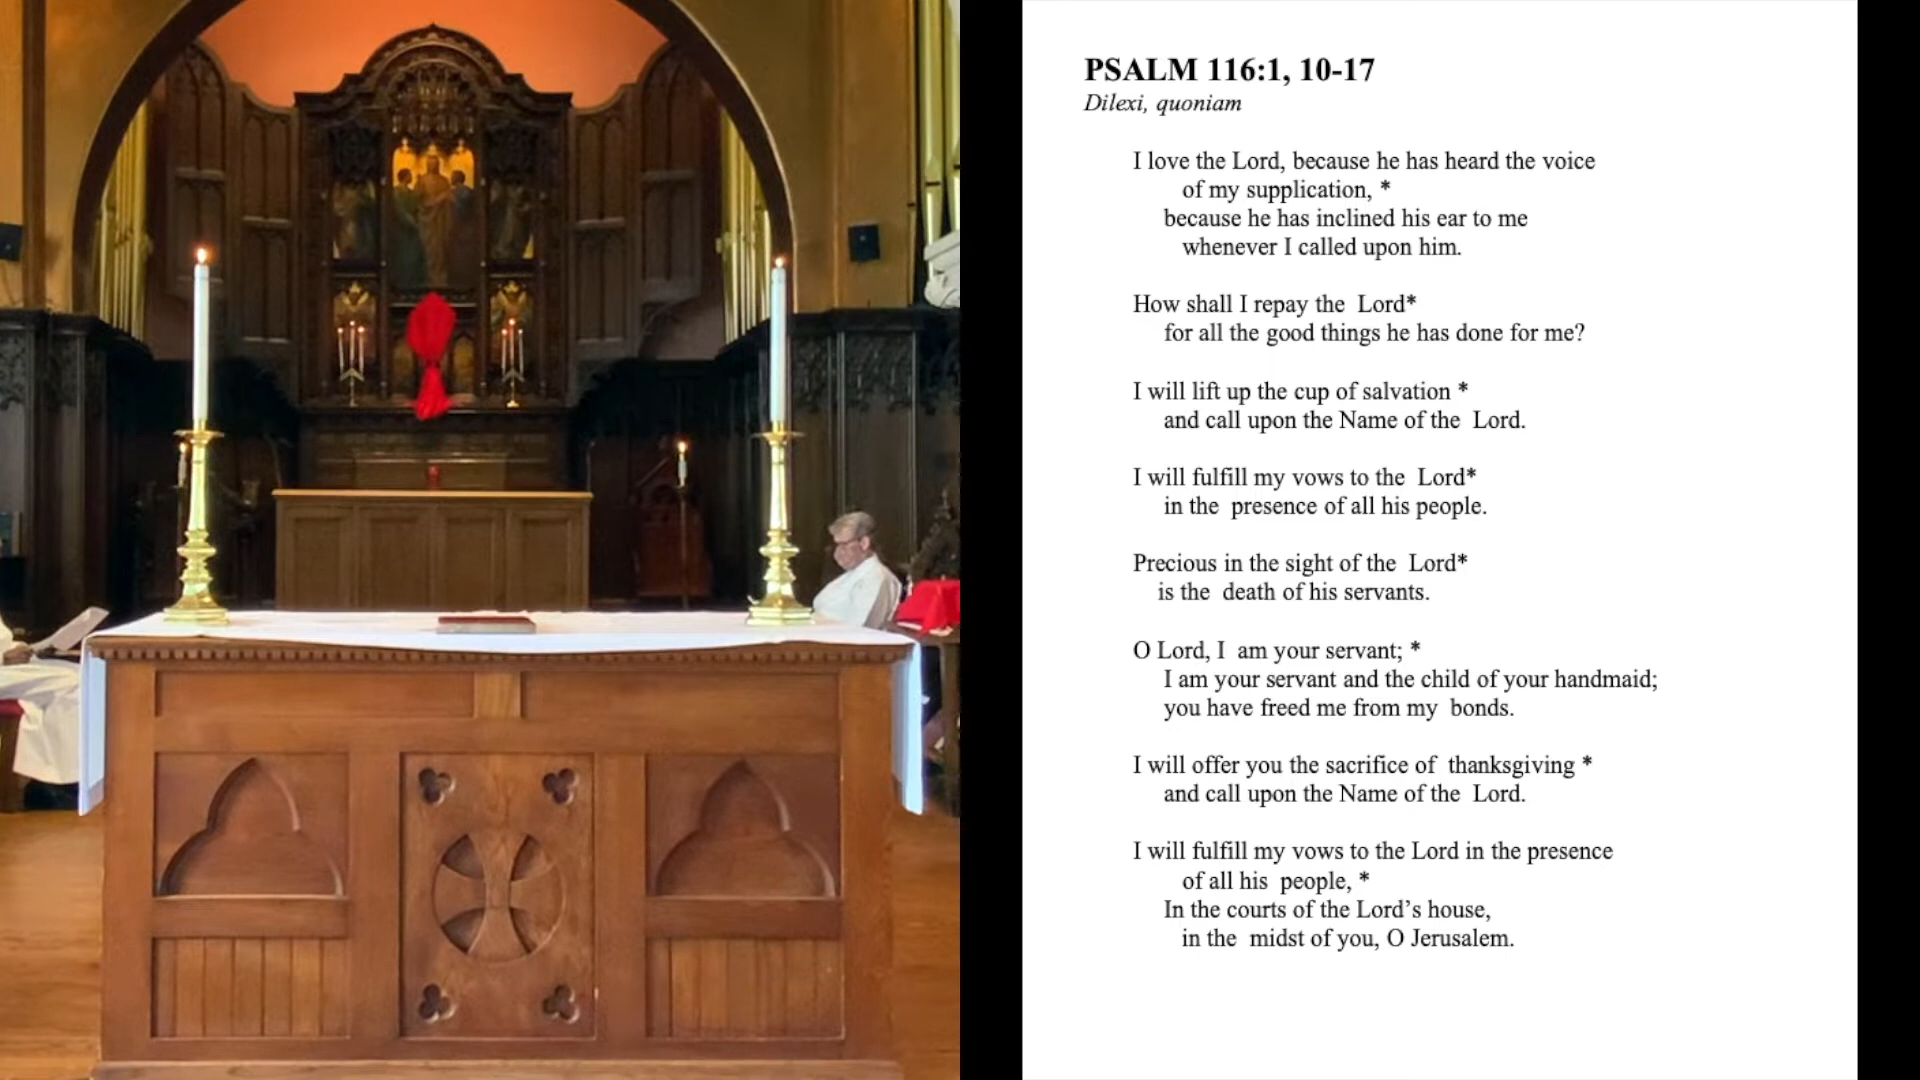 PSALM 116:1, 10-17
Dilexi, quoniam
I love the Lord, because he has heard the voice
of my supplication, *
because he has inclined his ear to me
whenever I called upon him.
How shall I repay the Lord*
for all the good things he has done for me?
I will lift up the cup of salvation *
and call upon the Name of the Lord.
I will fulfill my vows to the Lord*
in the presence of all his people.
Precious in the sight of the Lord*
is the death of his servants.
O Lord, I am your servant; *
I am your servant and the child of your handmaid;
you have freed me from my bonds.
I will offer you the sacrifice of thanksgiving *
and call upon the Name of the Lord.
I will fulfill my vows to the Lord in the presence
of all his people, *
In the courts of the Lord’s house,
in the midst of you, O Jerusalem.